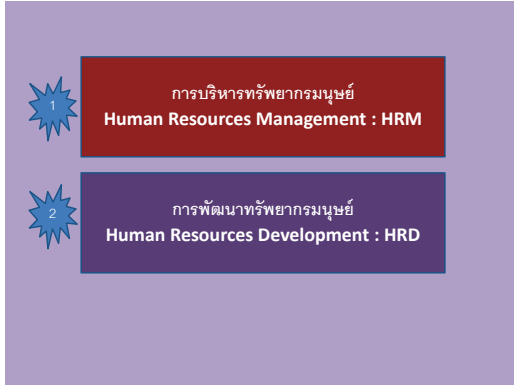 1
การบริหารทรัพยากรมนุษย์
Human Resources Management : HRM
2
การพัฒนาทรัพยากรมนุษย์
Human Resources Development : HRD